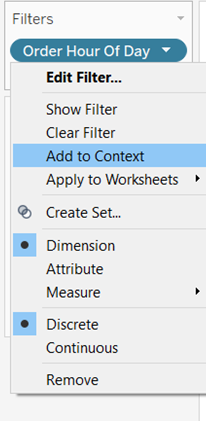 Filters
Order Hour Of Day
Edit Filter...
Show Filter
Clear Filter
Add to Context
Apply to Worksheets
Create Set...
Dimension
Attribute
Measure
Discrete
Continuous
Remove